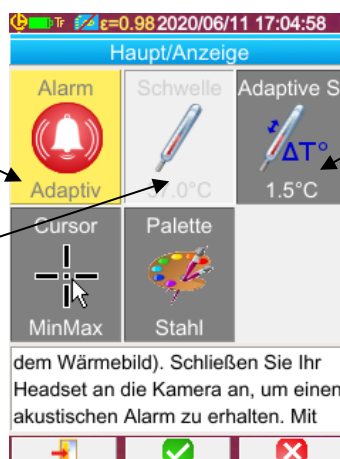 TF ε=0.98 2020/06/11 17:04:58
Haupt/Anzeige
Alarm Schwelle Adaptive S
ΔT°
Adaptiv 37.0°C 1.5°C
Cursor Palette
MinMax Stahl
dem Wärmebild). Schließen Sie Ihr
Headset an die Kamera an, um einen
akustischen Alarm zu erhalten. Mit